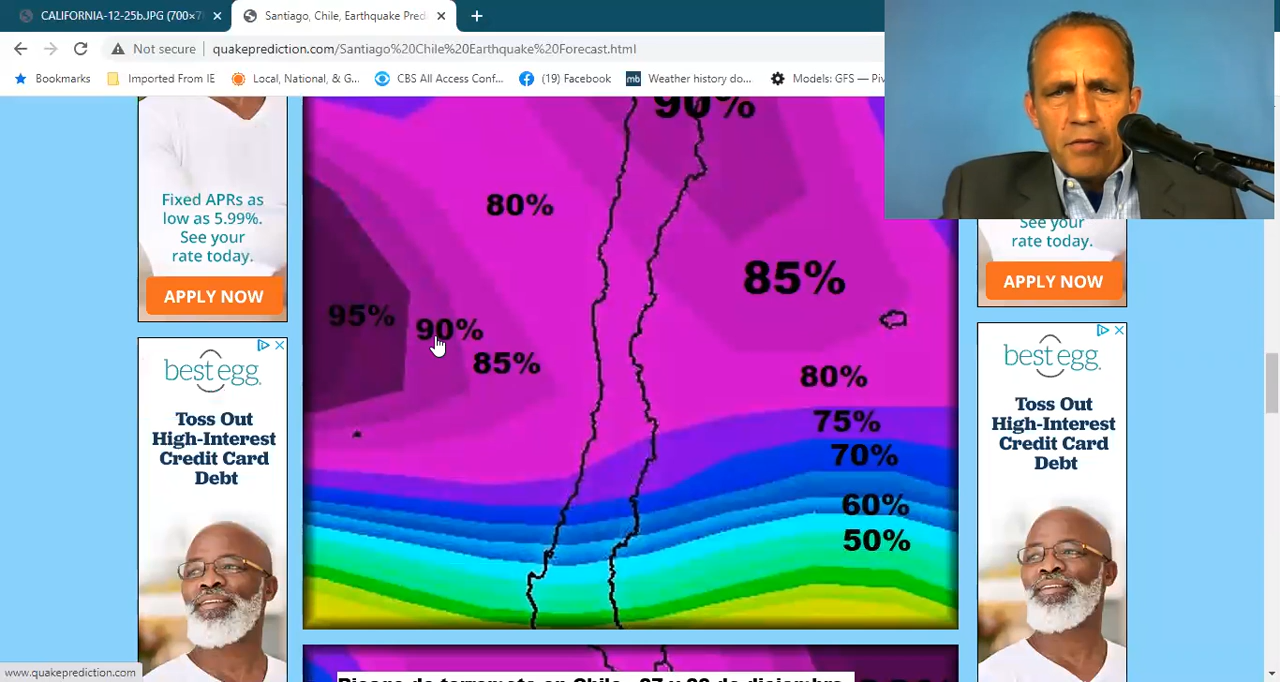 CALIFORNIA-12-25b.JPG (700×7
Santiago, Chile, Earthquake Pred
Not secure
quakeprediction.com/Santiago%20Chile%20Earthquake%20Forecast.html
Bookmarks
Imported From IE
Local, National, & G...
CBS All Access Conf...
(19) Facebook
Weather history do...
Models: GFS — Piv
90%
80%
85%
95%
90%
85%
80%
75%
70%
60%
50%
Fixed APRs as
low as 5.99%.
See your
rate today.
APPLY NOW
best egg.
Toss Out
High-Interest
Credit Card
Debt
see your
rate today.
APPLY NOW
best egg.
Toss Out
High-Interest
Credit Card
Debt
www.quakeprediction.com